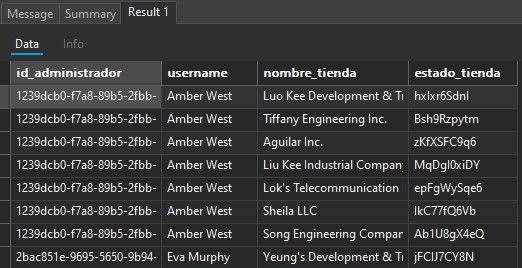 Message Summary Result 1
Data Info
id_administrador username nombre_tienda estado_tienda
1239dcb0-f7a8-89b5-2fbb- Amber West Luo Kee Development & Tr hxlxr6Sdnl
1239dcb0-f7a8-89b5-2fbb- Amber West Tiffany Engineering Inc. Bsh9Rzpytm
1239dcb0-f7a8-89b5-2fbb- Amber West Aguilar Inc. zKfXSFC9q6
1239dcb0-f7a8-89b5-2fbb- Amber West Liu Kee Industrial Company MqDgl0xiDY
1239dcb0-f7a8-89b5-2fbb- Amber West Lok's Telecommunication epFgWySqe6
1239dcb0-f7a8-89b5-2fbb- Amber West Sheila LLC IkC77fQ6Vb
1239dcb0-f7a8-89b5-2fbb- Amber West Song Engineering Compan Ab1U8gX4eQ
2bac851e-9695-5650-9b94- Eva Murphy Yeung's Development & Tr jFClJ7CY8N